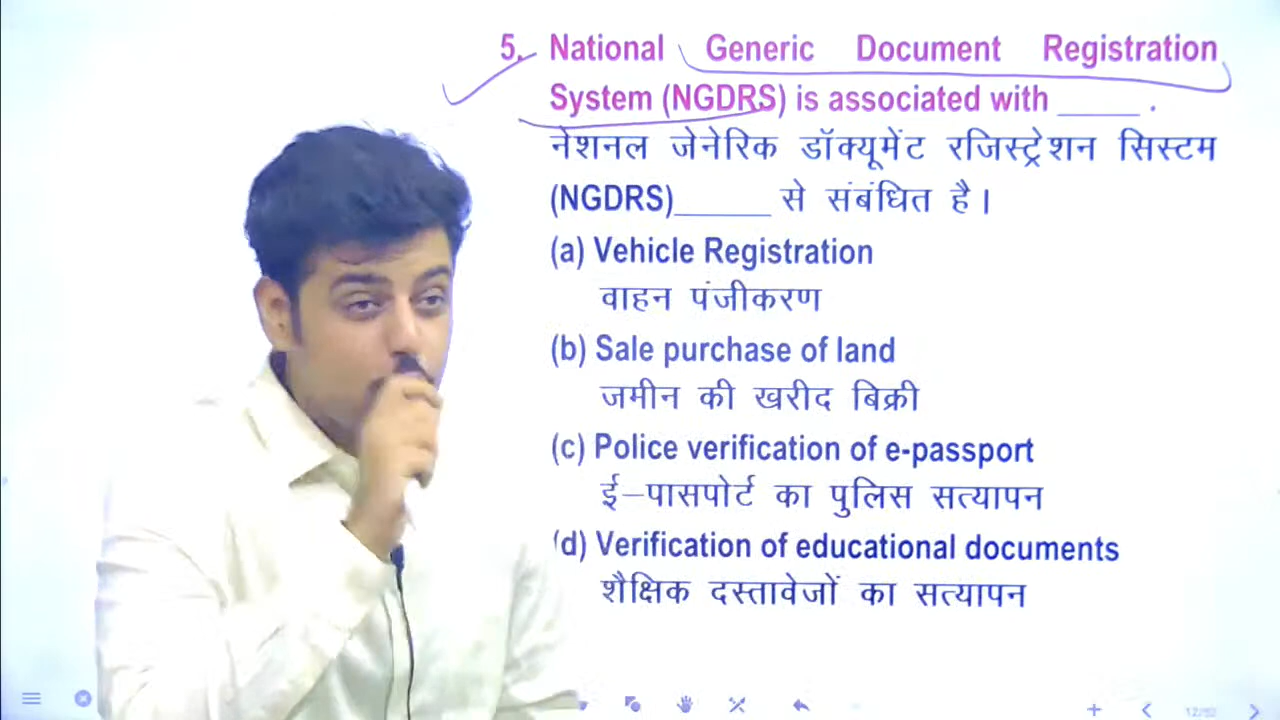 5. National Generic Document Registration
System (NGDRS) is associated with _____ .
नेशनल जेनेरिक डॉक्यूमेंट रजिस्ट्रेशन सिस्टम
(NGDRS)______ से संबंधित है।
(a) Vehicle Registration
वाहन पंजीकरण
(b) Sale purchase of land
जमीन की खरीद बिक्री
(c) Police verification of e-passport
ई–पासपोर्ट का पुलिस सत्यापन
(d) Verification of educational documents
शैक्षिक दस्तावेजों का सत्यापन